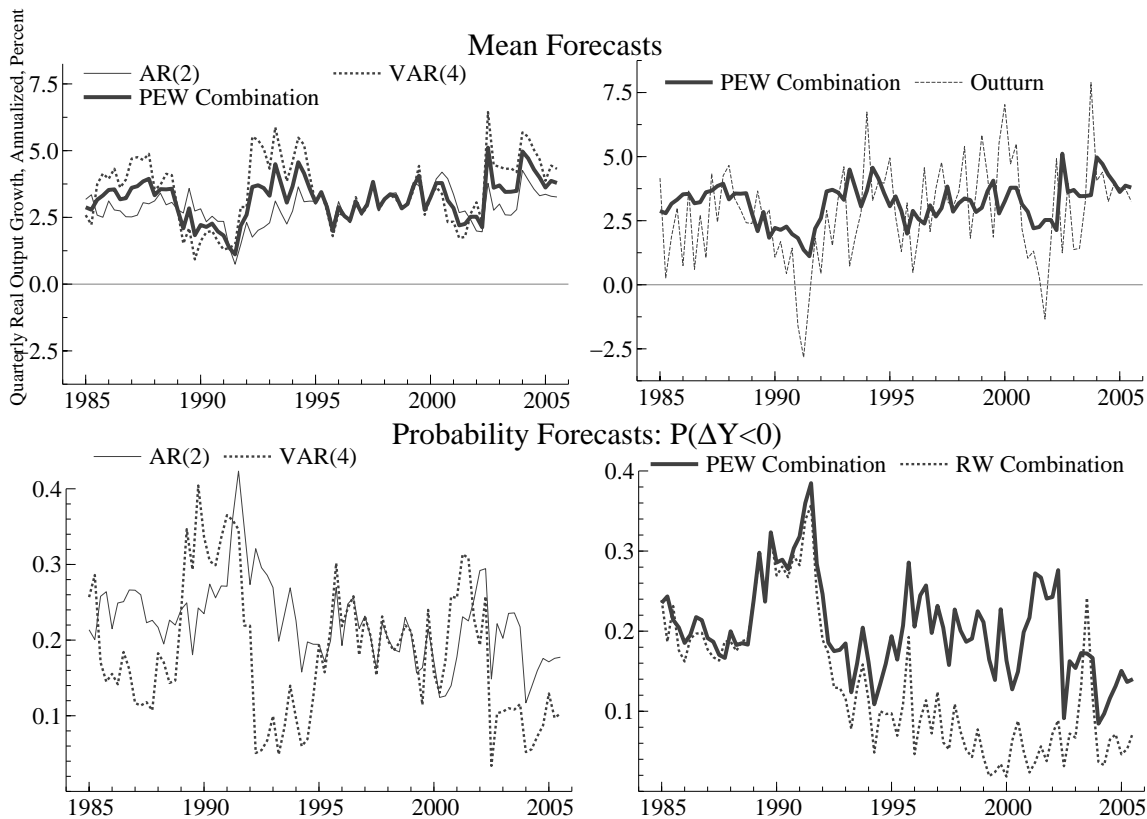 Mean Forecasts
Quarterly Real Output Growth, Annualized, Percent
AR(2) VAR(4)
PEW Combination
7.5
5.0
2.5
0.0
−2.5
1985 1990 1995 2000 2005
PEW Combination Outturn
7.5
5.0
2.5
0.0
−2.5
1985 1990 1995 2000 2005
Probability Forecasts: P(ΔY<0)
AR(2) VAR(4)
0.4
0.3
0.2
0.1
1985 1990 1995 2000 2005
PEW Combination RW Combination
0.4
0.3
0.2
0.1
1985 1990 1995 2000 2005